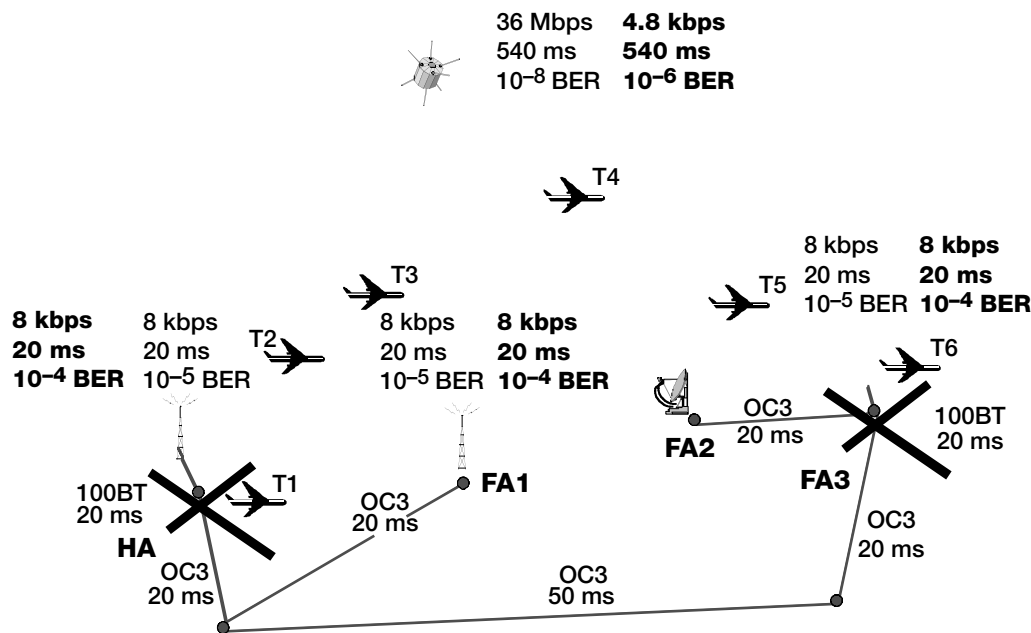 36 Mbps 4.8 kbps
540 ms 540 ms
10–8 BER 10–6 BER
T4
8 kbps 8 kbps
20 ms 20 ms
10–5 BER 10–4 BER
T3
T5
8 kbps 8 kbps
20 ms 20 ms
10–4 BER 10–5 BER
T2
8 kbps 8 kbps
20 ms 20 ms
10–5 BER 10–4 BER
T6
OC3
20 ms
100BT
20 ms
FA2
FA3
T1
FA1
100BT
20 ms
OC3
20 ms
HA
OC3
20 ms
OC3
20 ms
OC3
50 ms